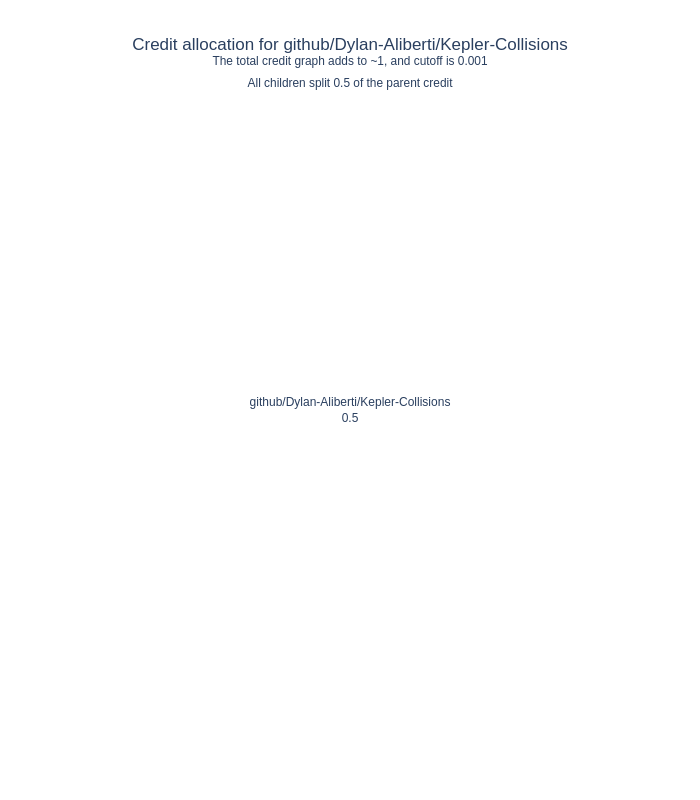 Credit allocation for github/Dylan-Aliberti/Kepler-Collisions
The total credit graph adds to ~1, and cutoff is 0.001
All children split 0.5 of the parent credit
github/Dylan-Aliberti/Kepler-Collisions
0.5